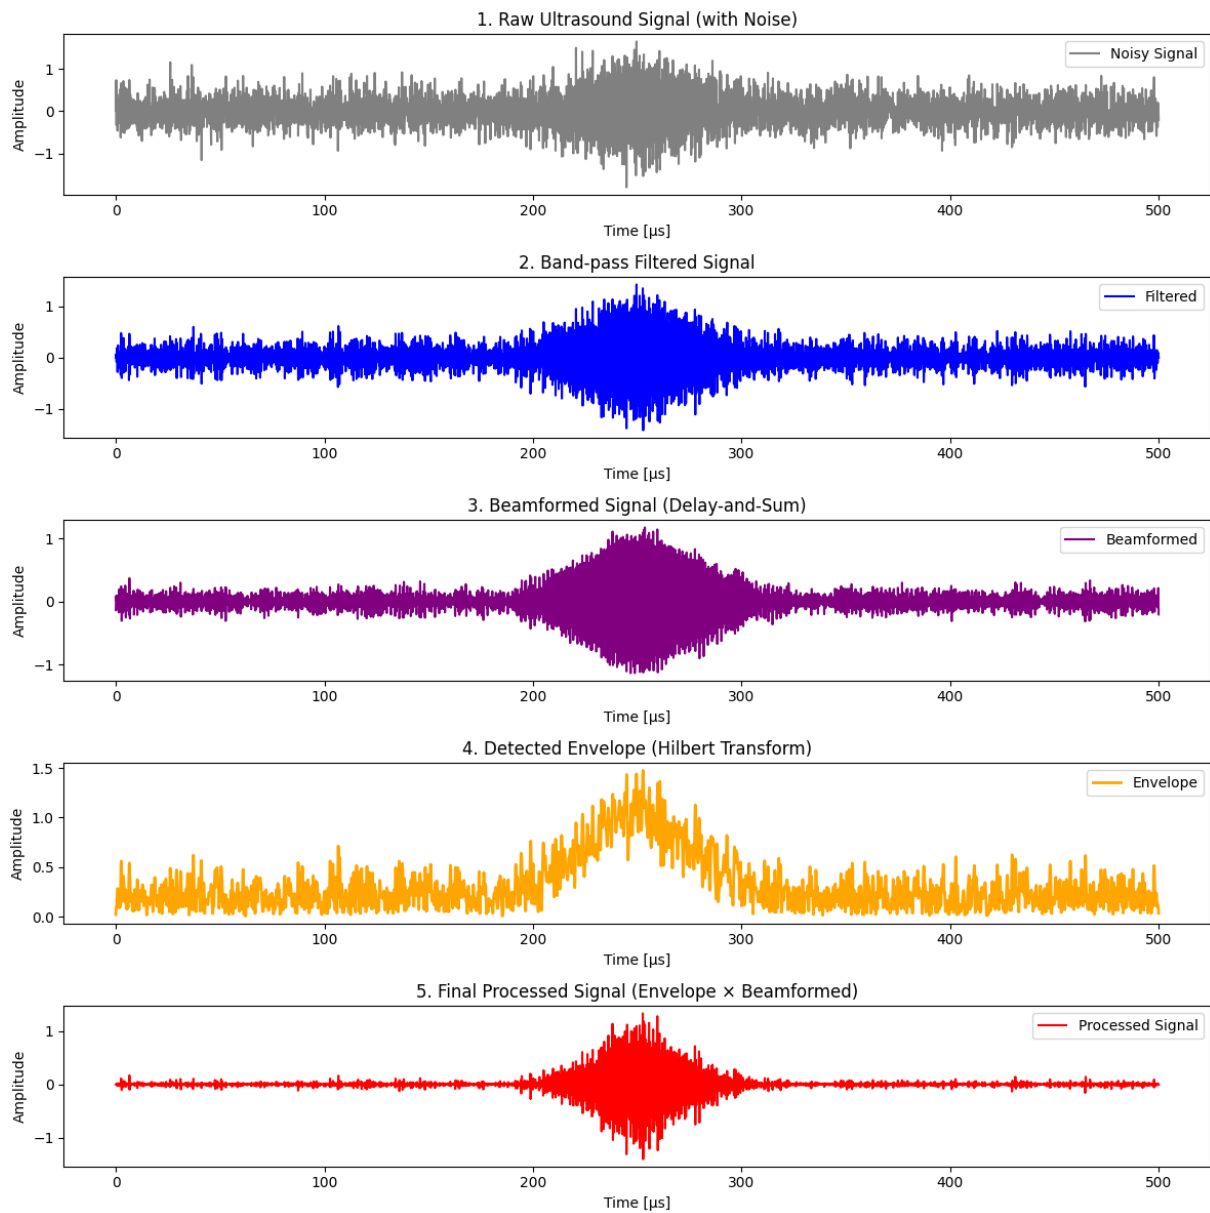 1. Raw Ultrasound Signal (with Noise)
Noisy Signal
Amplitude
1
0
−1
0 100 200 300 400 500
Time [µs]
2. Band-pass Filtered Signal
Filtered
Amplitude
1
0
−1
0 100 200 300 400 500
Time [µs]
3. Beamformed Signal (Delay-and-Sum)
Beamformed
Amplitude
1
0
−1
0 100 200 300 400 500
Time [µs]
4. Detected Envelope (Hilbert Transform)
Envelope
Amplitude
1.5
1.0
0.5
0.0
0 100 200 300 400 500
Time [µs]
5. Final Processed Signal (Envelope × Beamformed)
Processed Signal
Amplitude
1
0
−1
0 100 200 300 400 500
Time [µs]